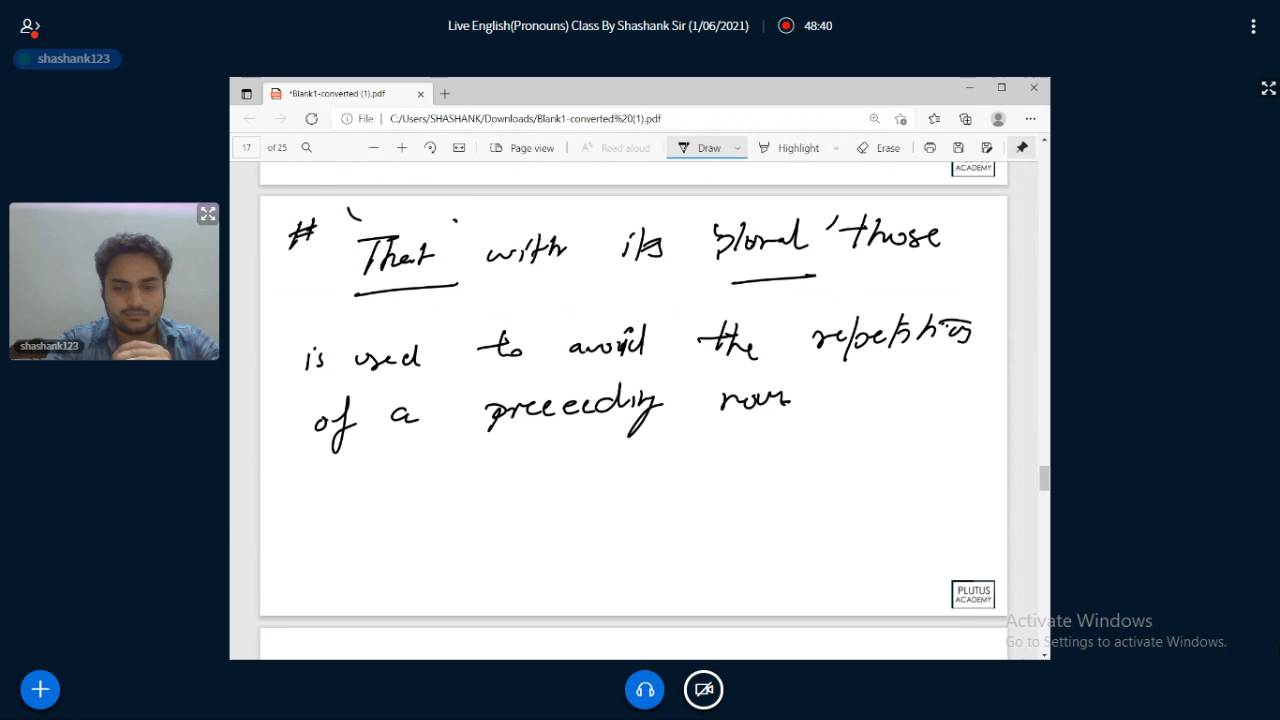 Live English(Pronouns) Class By Shashank Sir (1/06/2021)
48:40
shashank123
*Blank1-converted (1).pdf
File
C:/Users/SHASHANK/Downloads/Blank1-converted%20(1).pdf
17 of 25
Page view
Read aloud
Draw
Highlight
Erase
ACADEMY
# 'That' with its plural 'those
is used to avoid the repetition
of a preceeding noun
shashank123
PLUTUS
ACADEMY
Activate Windows
Go to Settings to activate Windows.